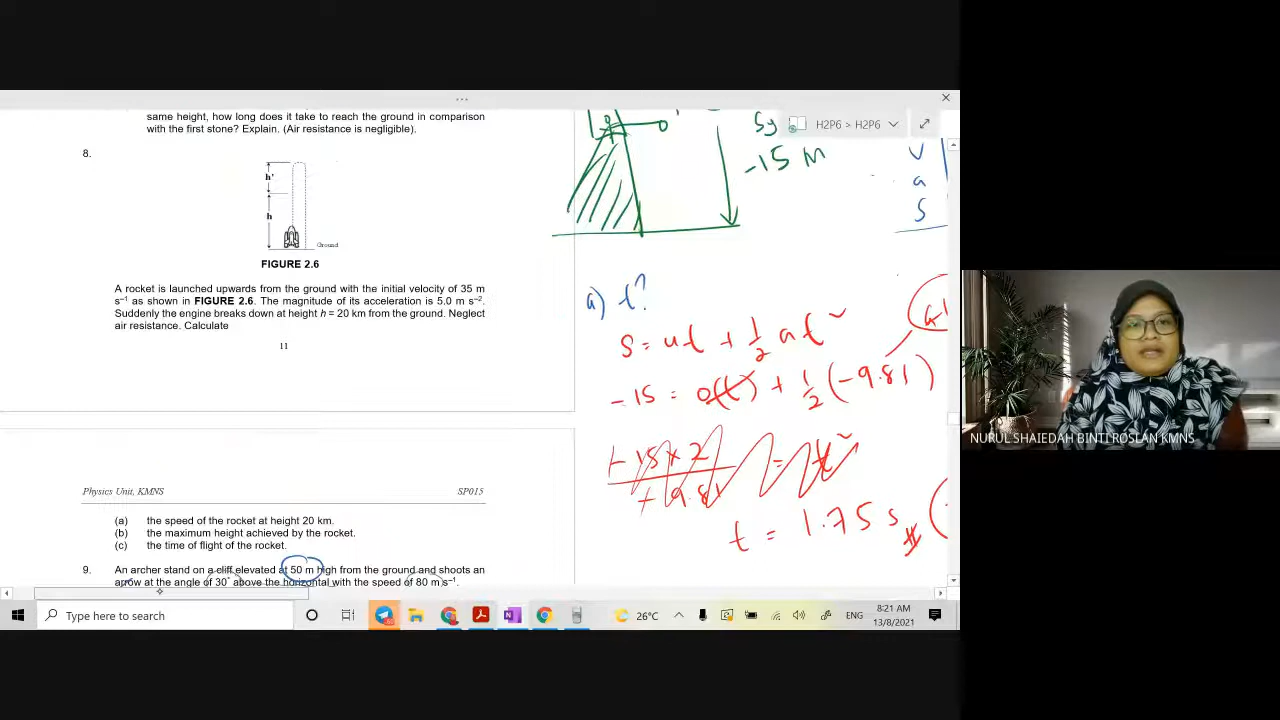 same height, how long does it take to reach the ground in comparison
with the first stone? Explain. (Air resistance is negligible).
8.
h'
h
Ground
FIGURE 2.6
A rocket is launched upwards from the ground with the initial velocity of 35 m
s⁻¹ as shown in FIGURE 2.6. The magnitude of its acceleration is 5.0 m s⁻².
Suddenly the engine breaks down at height h = 20 km from the ground. Neglect
air resistance. Calculate
11
Physics Unit, KMNS
SP015
(a) the speed of the rocket at height 20 km.
(b) the maximum height achieved by the rocket.
(c) the time of flight of the rocket.
9. An archer stand on a cliff elevated at 50 m high from the ground and shoots an
arrow at the angle of 30° above the horizontal with the speed of 80 m s⁻¹.
H2P6 > H2P6
Sy
-15 m
v
a
s
a) t?
s = ut + 1/2 at²
-15 = 0(t) + 1/2 (-9.81)
t = 1.75 s
NURUL SHAIEDAH BINTI ROSLAN KMNS
Type here to search
26°C
ENG
8:21 AM
13/8/2021